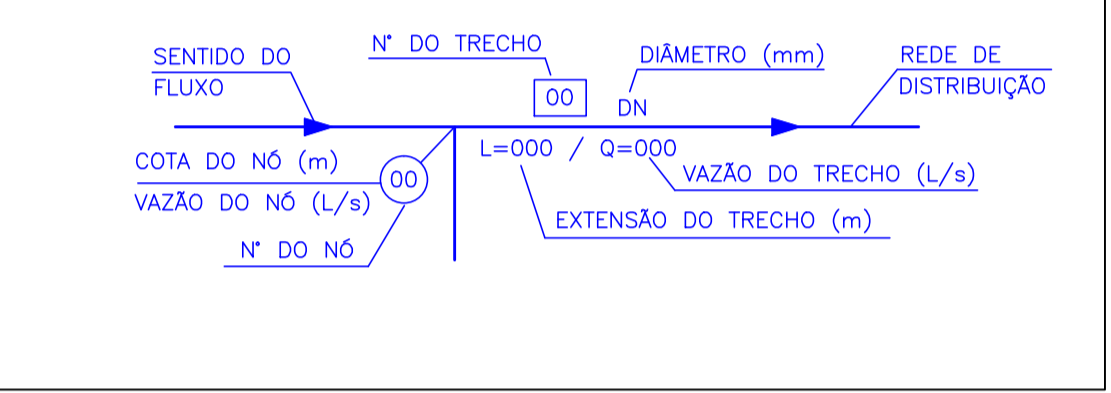 SENTIDO DO
FLUXO
N° DO TRECHO
00
DIÂMETRO (mm)
DN
REDE DE
DISTRIBUIÇÃO
COTA DO NÓ (m)
VAZÃO DO NÓ (L/s)
00
N° DO NÓ
L=000 / Q=000
VAZÃO DO TRECHO (L/s)
EXTENSÃO DO TRECHO (m)